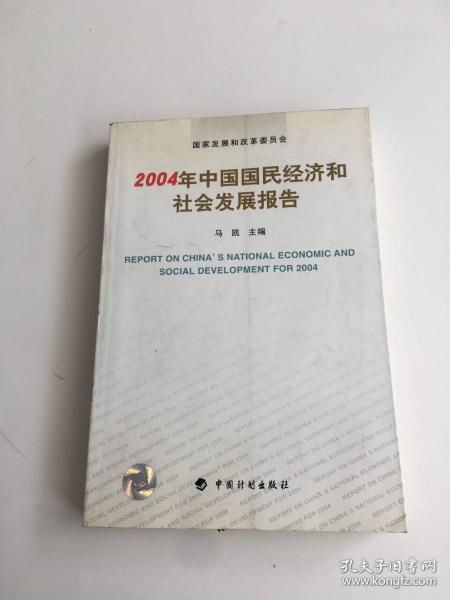 国家发展和改革委员会
2004年中国国民经济和
社会发展报告
马 凯 主编
REPORT ON CHINA'S NATIONAL ECONOMIC AND
SOCIAL DEVELOPMENT FOR 2004
中国计划出版社
孔夫子旧书网
www.kongfz.com